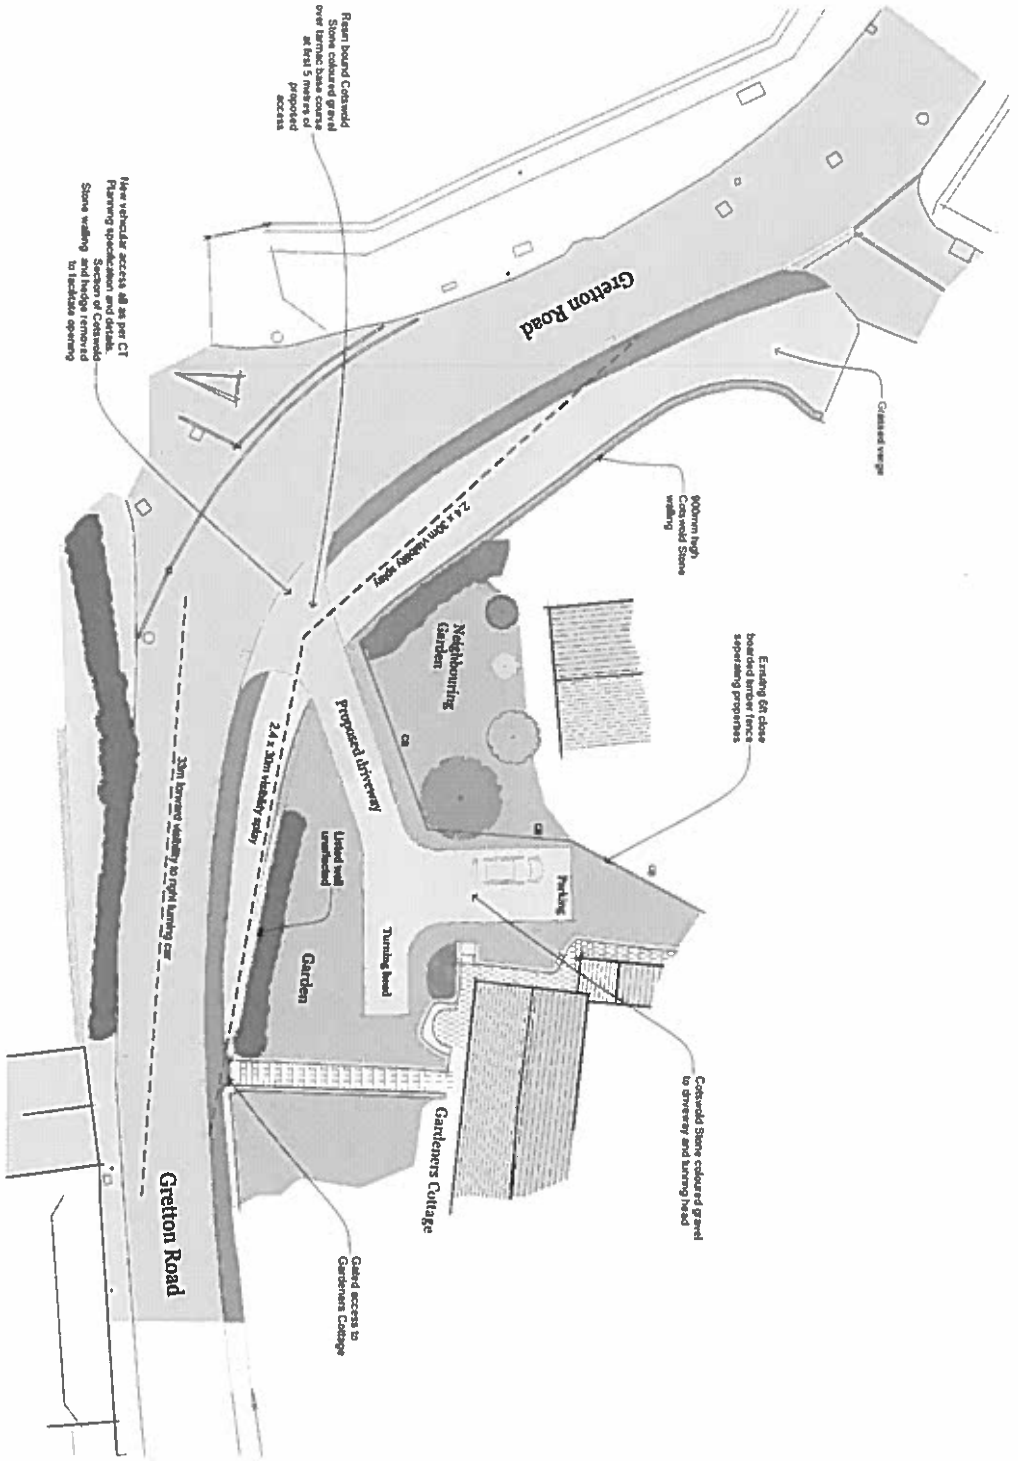 Resin bound Cotswold
Stone coloured gravel
over tarmac base course
at first 5 metres of
proposed
access
New vehicular access all as per CT
Planning specification and details.
Section of Cotswold
Stone walling and hedge removed
to facilitate opening
Gretton Road
Grassed verge
900mm high
Cotswold Stone
walling
2.4 x 30m visibility splay
Neighbouring
Garden
Existing 6ft close
boarded timber fence
seperating properties
Proposed driveway
2.4 x 30m visibility splay
33m forward visibility to right turning car
Listed wall
unaffected
Parking
Turning head
Garden
Cotswold Stone coloured gravel
to driveway and turning head
Gardeners Cottage
Gated access to
Gardeners Cottage
Gretton Road